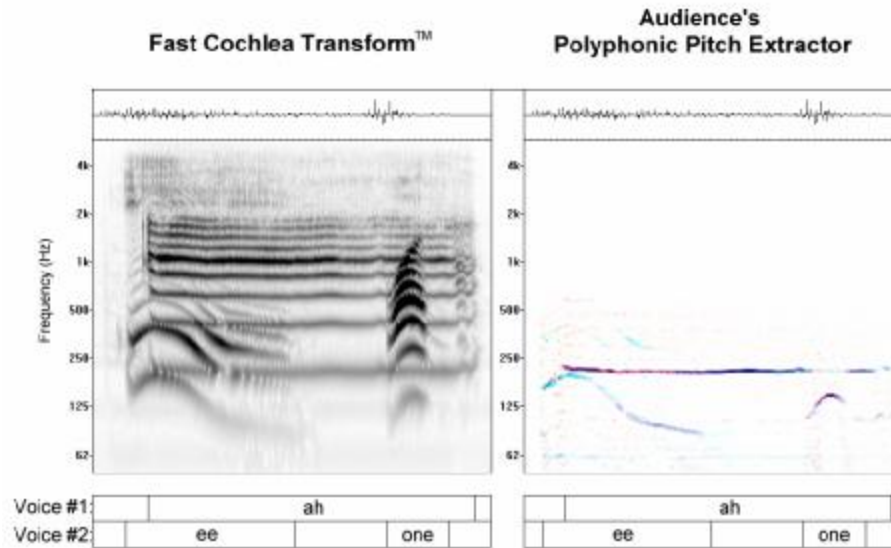 Fast Cochlea Transform™
Audience's
Polyphonic Pitch Extractor
Frequency (Hz)
4k
2k
1k
500
250
125
62
4k
2k
1k
500
250
125
62
Voice #1: ah
Voice #2: ee one
ah
ee one